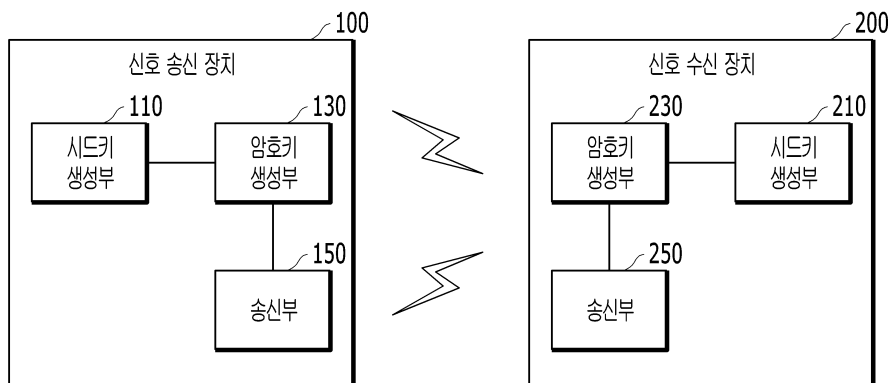 100
신호 송신 장치
110
시드키
생성부
130
암호키
생성부
150
송신부
200
신호 수신 장치
230
암호키
생성부
210
시드키
생성부
250
송신부